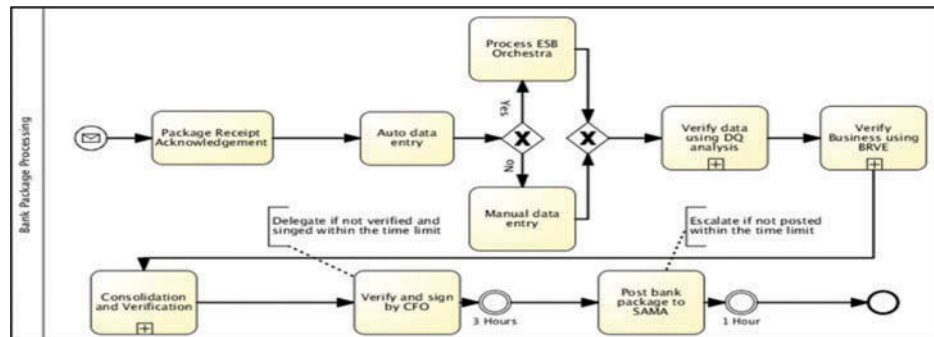 Bank Package Processing
Process ESB
Orchestra
Yes
Package Receipt
Acknowledgement
Auto data
entry
Verify data
using DQ
analysis
Verify
Business using
BRVE
No
Manual data
entry
Delegate if not verified and
singed within the time limit
Escalate if not posted
within the time limit
Consolidation
and Verification
Verify and sign
by CFO
3 Hours
Post bank
package to
SAMA
1 Hour